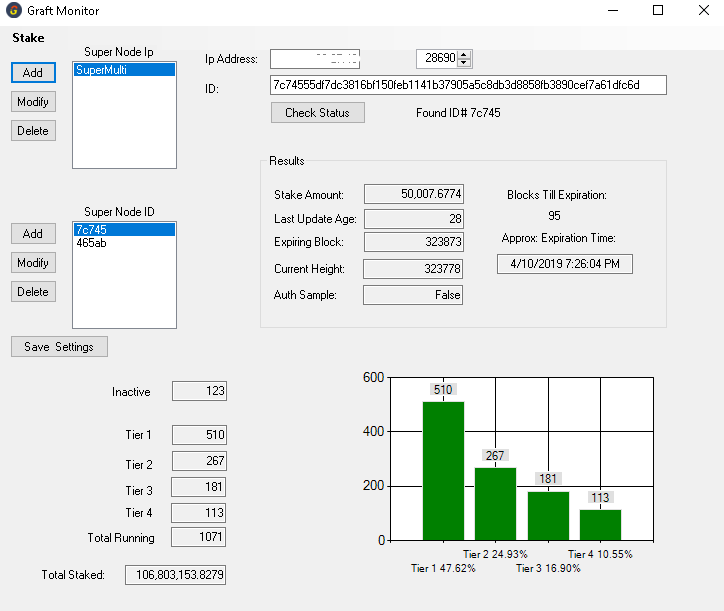 Graft Monitor
Stake
Super Node Ip
Add
Modify
Delete
SuperMulti
Ip Address:
28690
ID:
7c74555df7dc3816bf150feb1141b37905a5c8db3d8858fb3890cef7a61dfc6d
Check Status
Found ID# 7c745
Super Node ID
Add
Modify
Delete
7c745
465ab
Save Settings
Results
Stake Amount: 50,007.6774
Last Update Age: 28
Expiring Block: 323873
Current Height: 323778
Auth Sample: False
Blocks Till Expiration:
95
Approx: Expiration Time:
4/10/2019 7:26:04 PM
Inactive 123
Tier 1 510
Tier 2 267
Tier 3 181
Tier 4 113
Total Running 1071
Total Staked: 106,803,153.8279
600
400
200
0
510
267
181
113
Tier 2 24.93% Tier 4 10.55%
Tier 1 47.62% Tier 3 16.90%